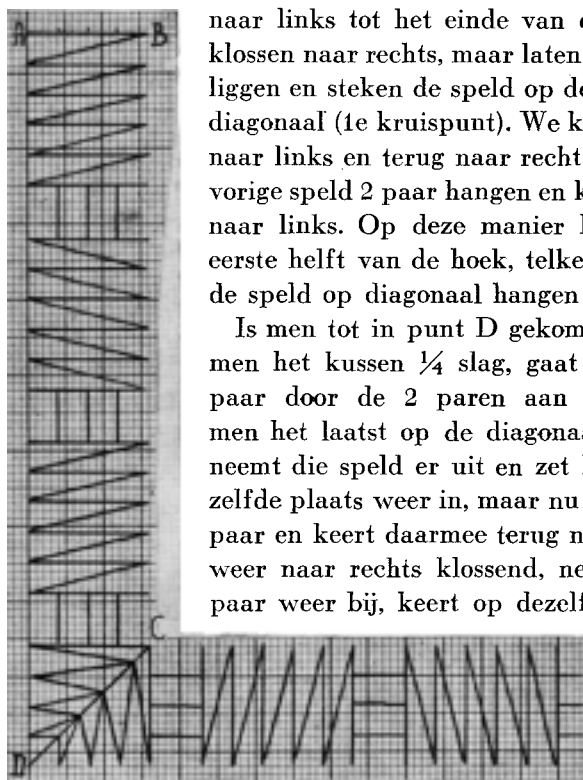 A B
naar links tot het einde van
klossen naar rechts, maar laten
liggen en steken de speld op de
diagonaal (1e kruispunt). We
naar links en terug naar recht
vorige speld 2 paar hangen en
naar links. Op deze manier
eerste helft van de hoek, telke
de speld op diagonaal hangen
Is men tot in punt D gekom
men het kussen ¼ slag, gaat
paar door de 2 paren aan
men het laatst op de diagonaa
neemt die speld er uit en zet
zelfde plaats weer in, maar nu
paar en keert daarmee terug n
weer naar rechts klossend, ne
paar weer bij, keert op dezelf
C
D